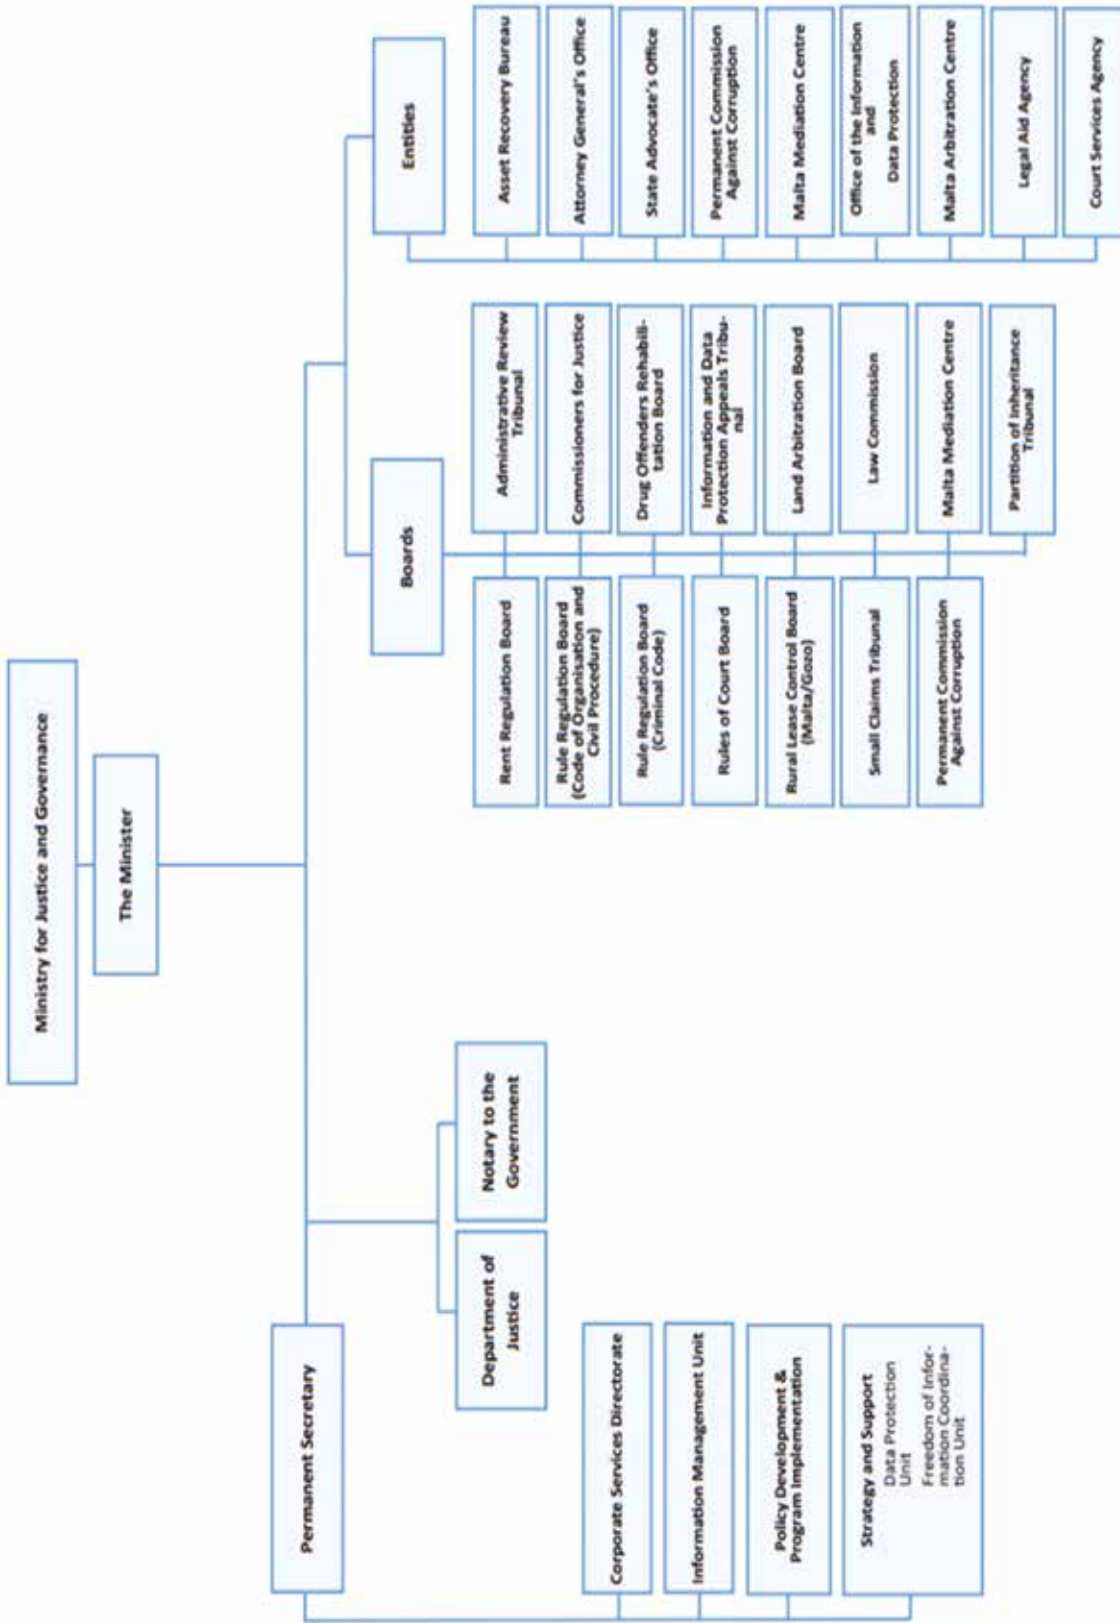 Ministry for Justice and Governance
The Minister
Permanent Secretary
Corporate Services Directorate
Information Management Unit
Policy Development &
Program Implementation
Strategy and Support
Data Protection
Unit
Freedom of Infor-
mation Coordina-
tion Unit
Department of
Justice
Notary to the
Government
Boards
Rent Regulation Board
Rule Regulation Board
(Code of Organisation and
Civil Procedure)
Rule Regulation Board
(Criminal Code)
Rules of Court Board
Rural Lease Control Board
(Malta/Gozo)
Small Claims Tribunal
Permanent Commission
Against Corruption
Administrative Review
Tribunal
Commissioners for Justice
Drug Offenders Rehabili-
tation Board
Information and Data
Protection Appeals Tribu-
nal
Land Arbitration Board
Law Commission
Malta Mediation Centre
Partition of Inheritance
Tribunal
Entities
Asset Recovery Bureau
Attorney General's Office
State Advocate's Office
Permanent Commission
Against Corruption
Malta Mediation Centre
Office of the Information
and
Data Protection
Malta Arbitration Centre
Legal Aid Agency
Court Services Agency